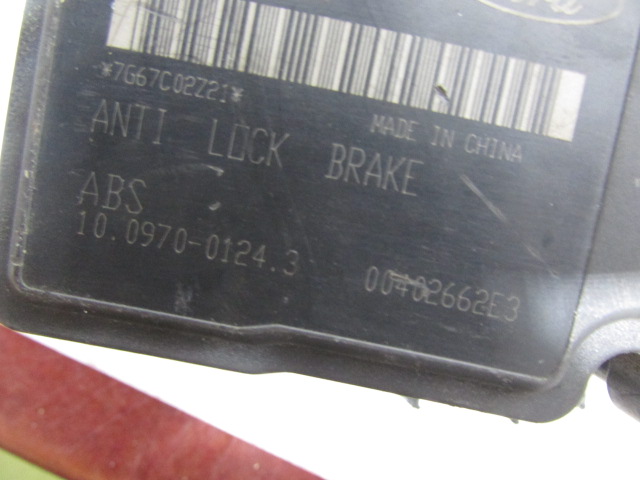 *7G67C02Z21*
MADE IN CHINA
ANTI LOCK BRAKE
ABS
10.0970-0124.3
00402662E3